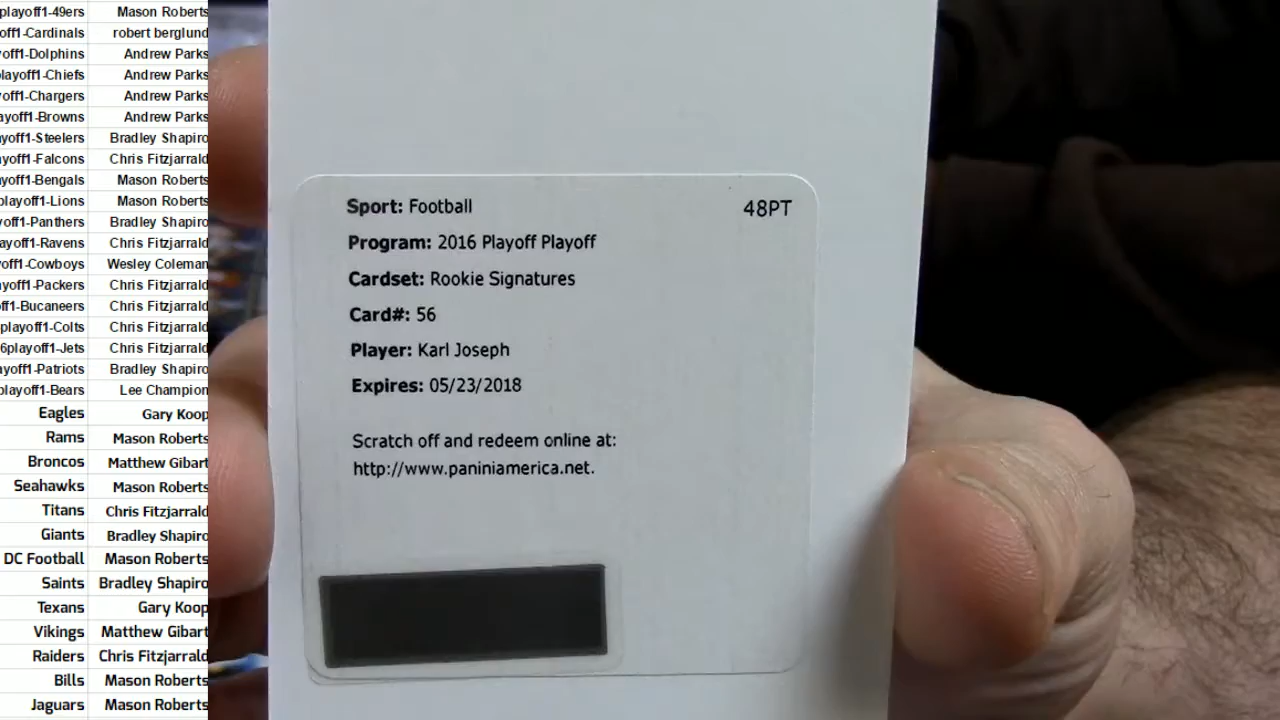 playoff1-49ers Mason Roberts
off1-Cardinals robert berglund
off1-Dolphins Andrew Parks
layoff1-Chiefs Andrew Parks
yoff1-Chargers Andrew Parks
ayoff1-Browns Andrew Parks
yoff1-Steelers Bradley Shapiro
yoff1-Falcons Chris Fitzjarrald
yoff1-Bengals Mason Roberts
playoff1-Lions Mason Roberts
off1-Panthers Bradley Shapiro
ayoff1-Ravens Chris Fitzjarrald
off1-Cowboys Wesley Coleman
yoff1-Packers Chris Fitzjarrald
ff1-Bucaneers Chris Fitzjarrald
playoff1-Colts Chris Fitzjarrald
6playoff1-Jets Chris Fitzjarrald
yoff1-Patriots Bradley Shapiro
playoff1-Bears Lee Champion
Eagles Gary Koop
Rams Mason Roberts
Broncos Matthew Gibart
Seahawks Mason Roberts
Titans Chris Fitzjarrald
Giants Bradley Shapiro
DC Football Mason Roberts
Saints Bradley Shapiro
Texans Gary Koop
Vikings Matthew Gibart
Raiders Chris Fitzjarrald
Bills Mason Roberts
Jaguars Mason Roberts
Sport: Football 48PT
Program: 2016 Playoff Playoff
Cardset: Rookie Signatures
Card#: 56
Player: Karl Joseph
Expires: 05/23/2018
Scratch off and redeem online at:
http://www.paniniamerica.net.